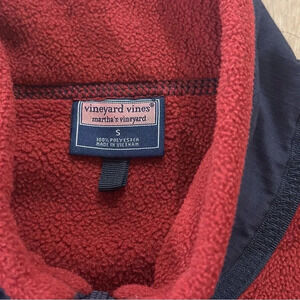 vineyard vines®
martha's vineyard
S
100% POLYESTER
MADE IN VIETNAM